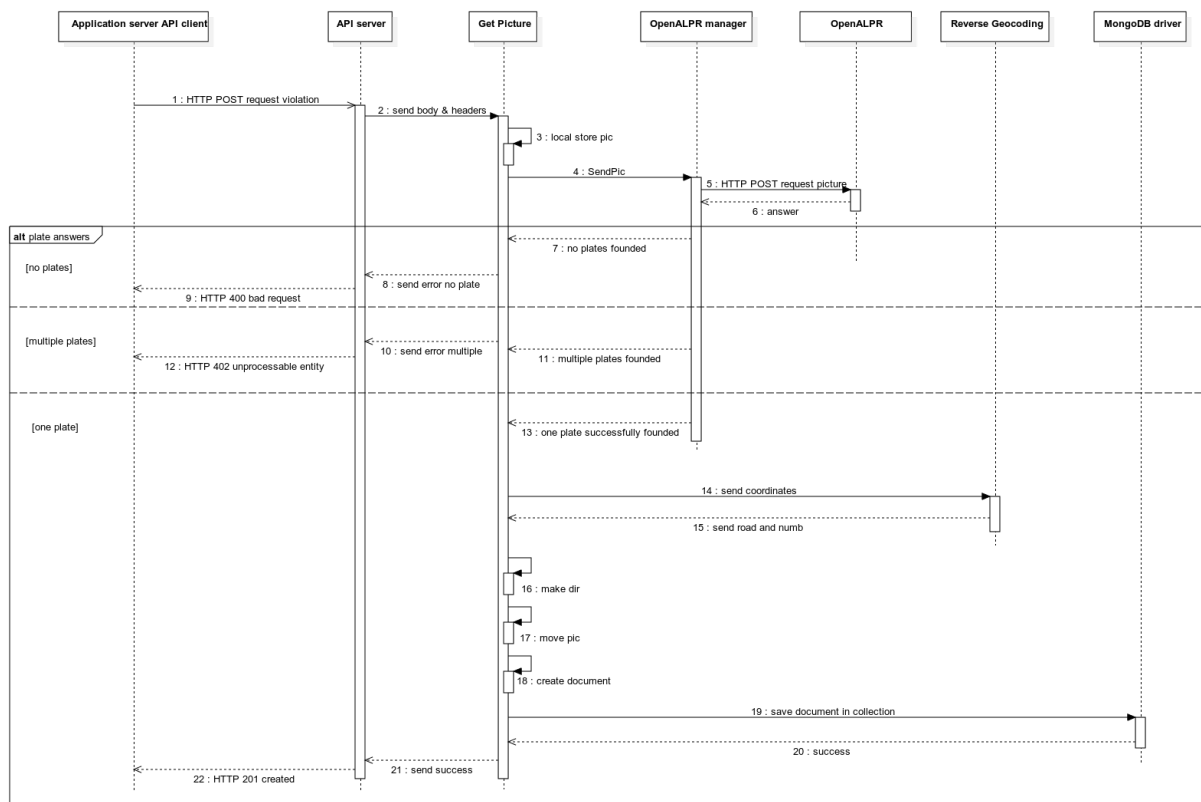 Application server API client
API server
Get Picture
OpenALPR manager
OpenALPR
Reverse Geocoding
MongoDB driver
1 : HTTP POST request violation
2 : send body & headers
3 : local store pic
4 : SendPic
5 : HTTP POST request picture
6 : answer
alt plate answers
7 : no plates founded
[no plates]
8 : send error no plate
9 : HTTP 400 bad request
[multiple plates]
10 : send error multiple
11 : multiple plates founded
12 : HTTP 402 unprocessable entity
[one plate]
13 : one plate successfully founded
14 : send coordinates
15 : send road and numb
16 : make dir
17 : move pic
18 : create document
19 : save document in collection
20 : success
21 : send success
22 : HTTP 201 created